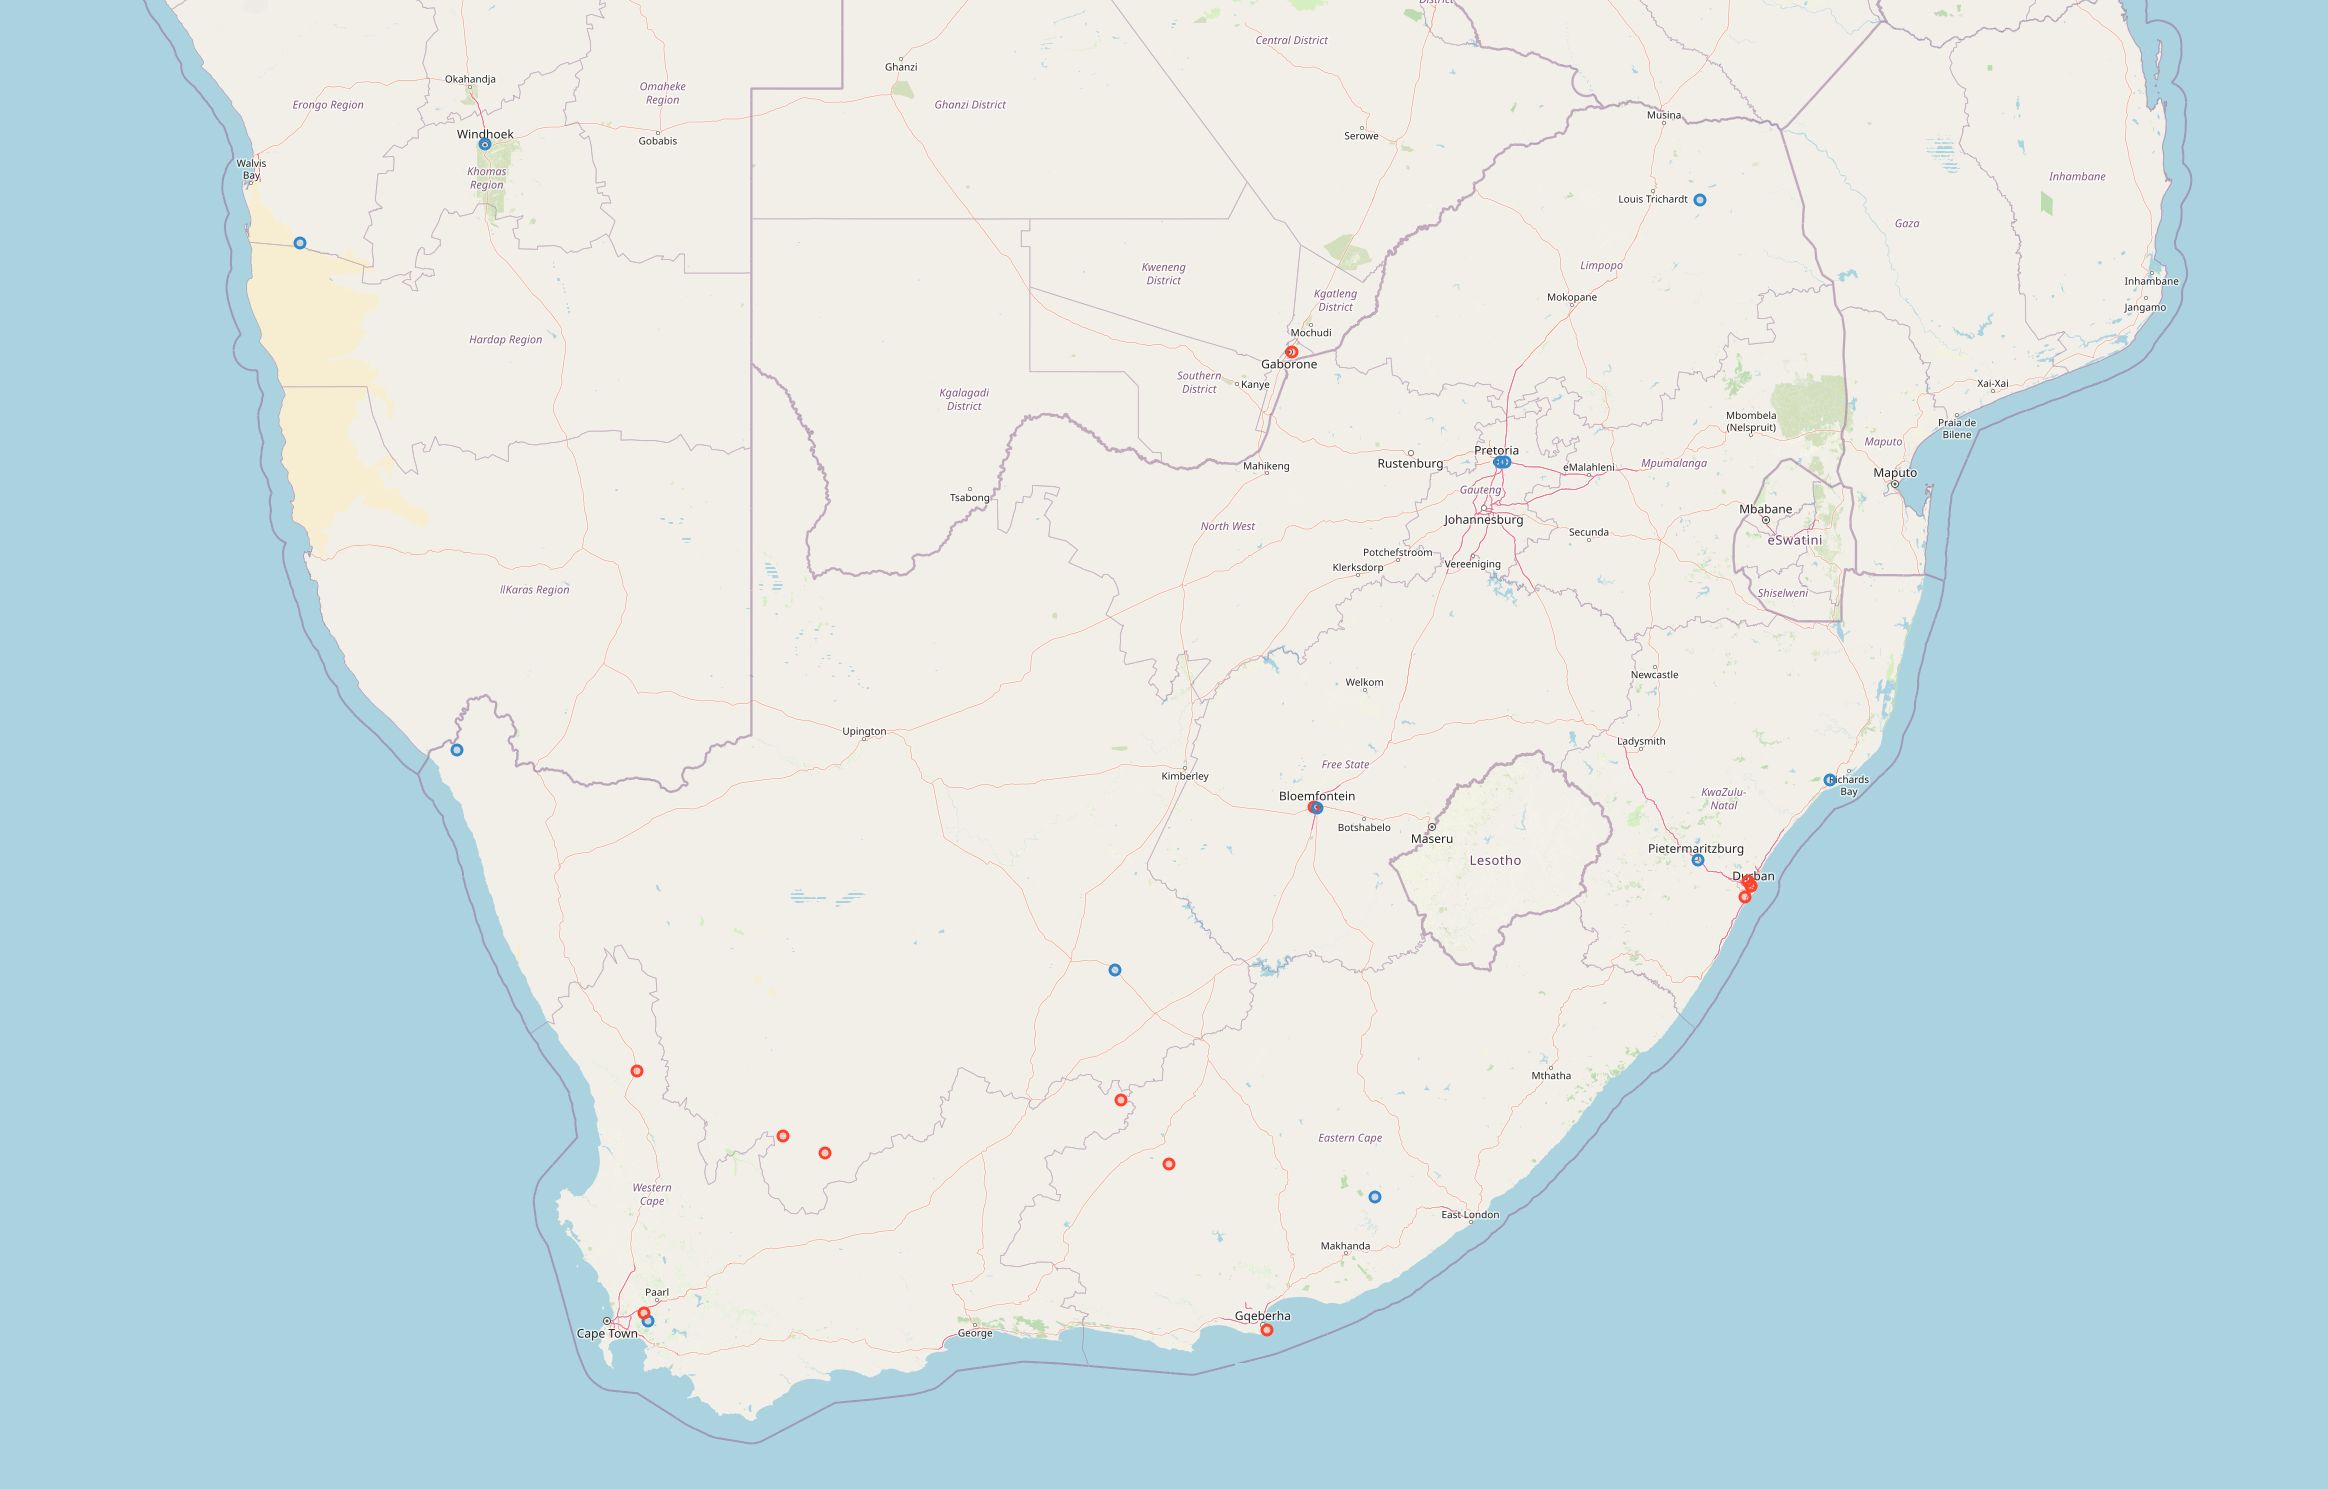 District
Central District
Okahandja
Ghanzi
Omaheke
Region
Erongo Region
Ghanzi District
Musina
Windhoek
Gobabis
Serowe
Walvis
Bay
Khomas
Region
Inhambane
Louis Trichardt
Gaza
Kweneng
District
Limpopo
Inhambane
Kgatleng
District
Mokopane
Jangamo
Mochudi
Hardap Region
Gaborone
Southern
District
Kanye
Xai-Xai
Kgalagadi
District
Mbombela
(Nelspruit)
Praia de
Bilene
Maputo
Pretoria
Mahikeng
Rustenburg
eMalahleni
Mpumalanga
Maputo
Gauteng
Tsabong
Mbabane
Johannesburg
North West
Secunda
eSwatini
Potchefstroom
Klerksdorp
Vereeniging
ǁKaras Region
Shiselweni
Newcastle
Welkom
Upington
Ladysmith
Free State
Kimberley
Richards
Bay
KwaZulu-
Natal
Bloemfontein
Botshabelo
Maseru
Pietermaritzburg
Lesotho
Durban
Mthatha
Eastern Cape
Western
Cape
East London
Makhanda
Paarl
Gqeberha
Cape Town
George